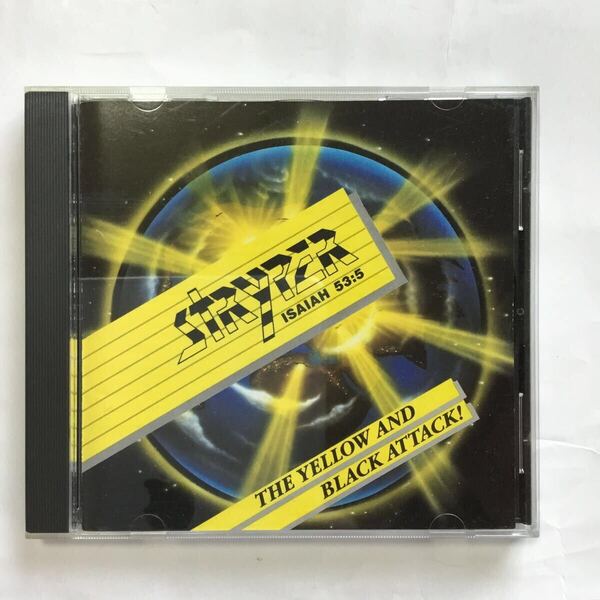 STRYPER
ISAIAH 53:5
THE YELLOW AND
BLACK ATTACK!